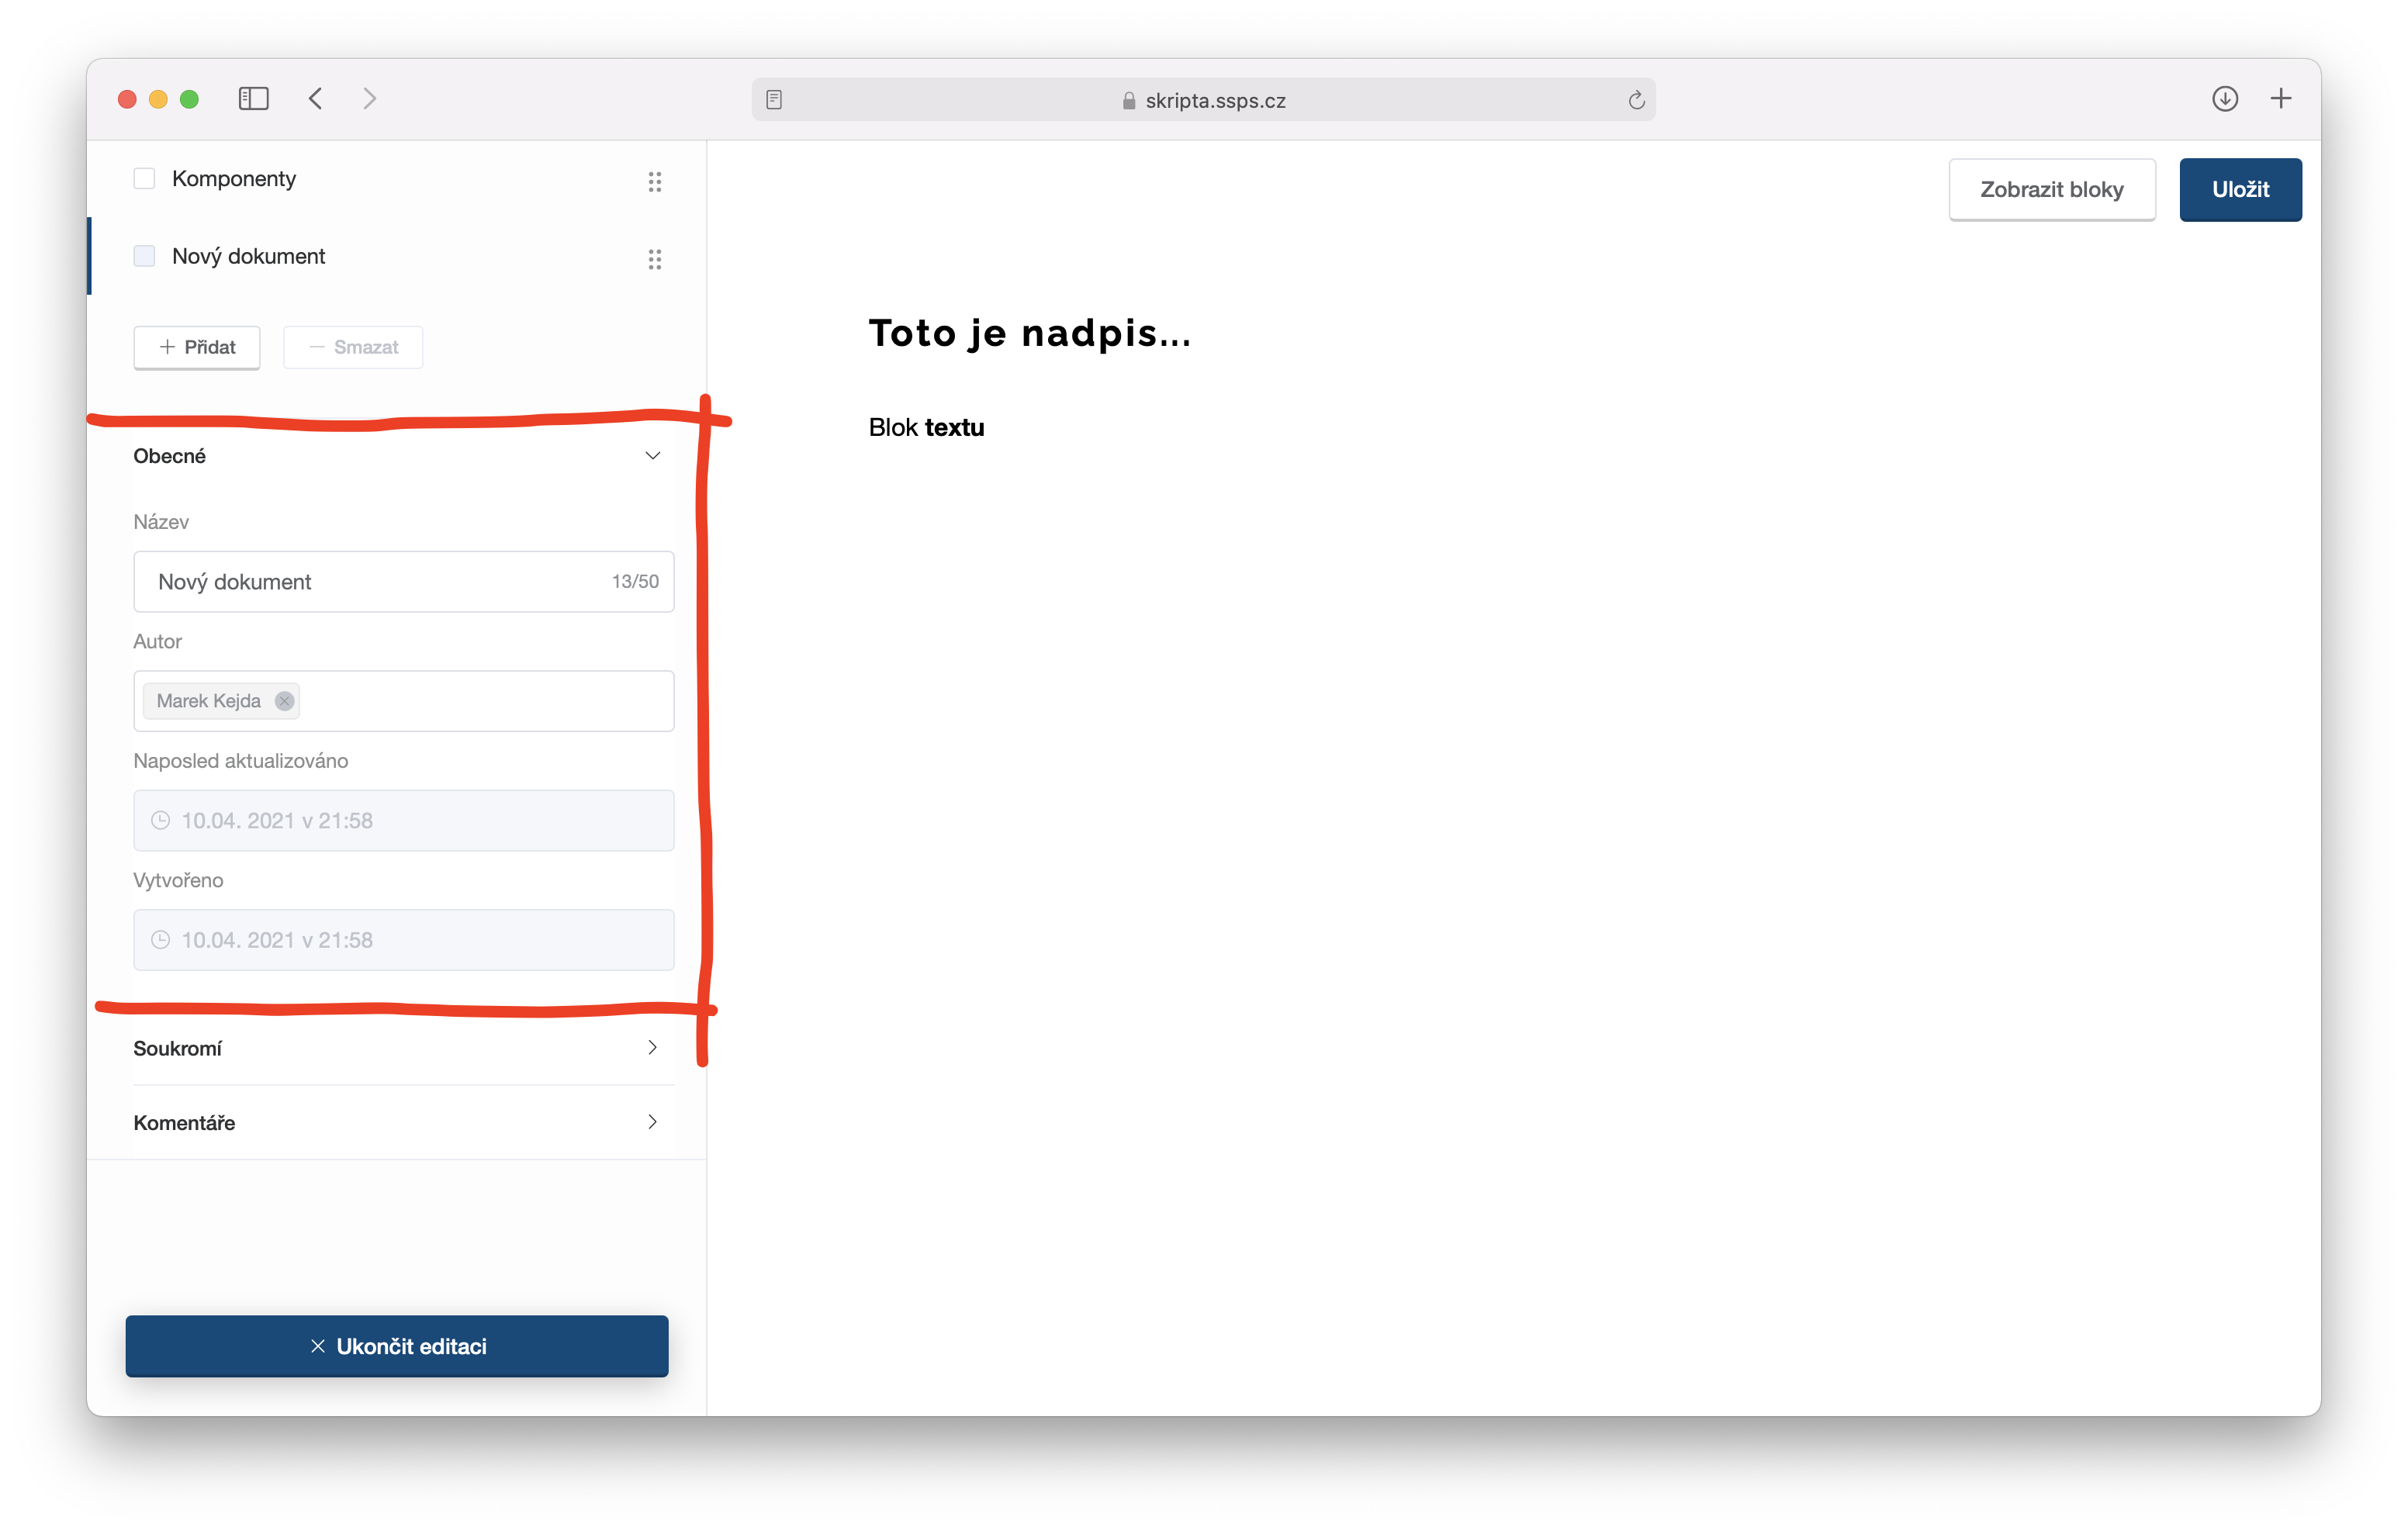 skripta.ssps.cz
Komponenty
Nový dokument
+ Přidat
— Smazat
Obecné
Název
Nový dokument 13/50
Autor
Marek Kejda
Naposled aktualizováno
10.04. 2021 v 21:58
Vytvořeno
10.04. 2021 v 21:58
Soukromí
Komentáře
Ukončit editaci
Zobrazit bloky
Uložit
Toto je nadpis...
Blok textu